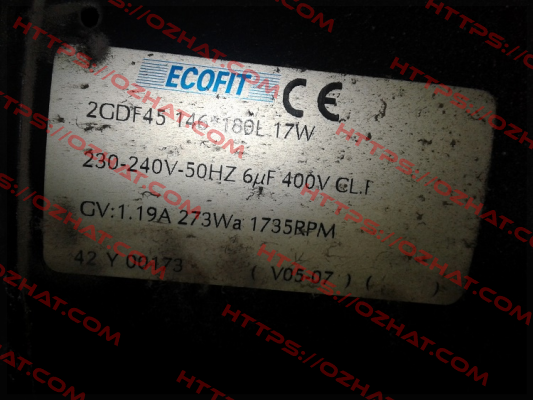 ECOFIT CE
2GDF45 146*180L 17W
230-240V-50HZ 6µF 400V CL.F
GV:1.19A 273Wa 1735RPM
42 Y 00173 ( V05-07 ) ( )
HTTPS://OZHAT.COM